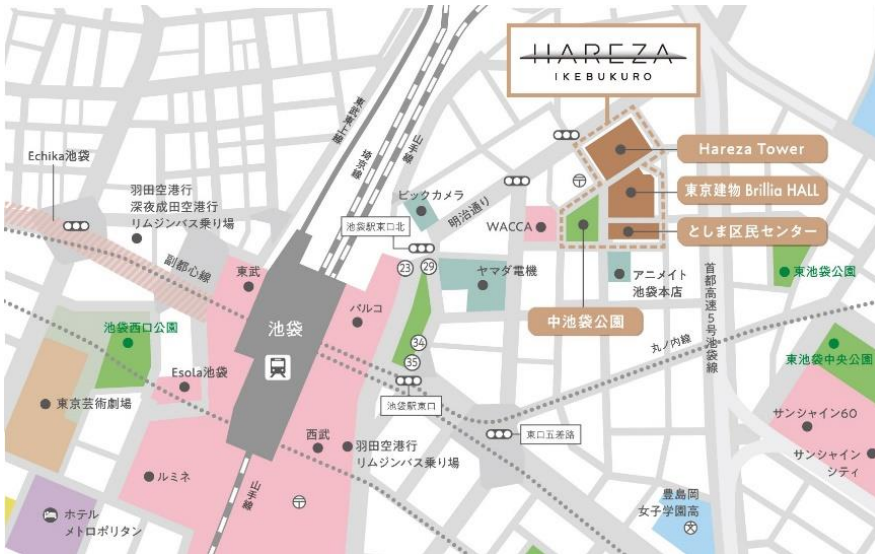 HAREZA
IKEBUKURO
Hareza Tower
東京建物 Brillia HALL
としま区民センター
中池袋公園
Echika池袋
羽田空港行
深夜成田空港行
リムジンバス乗り場
東武東上線
埼京線
山手線
ビックカメラ
明治通り
池袋駅東口北
WACCA
副都心線
東武
23
29
ヤマダ電機
アニメイト
池袋本店
首都高速5号池袋線
東池袋公園
池袋
パルコ
池袋西口公園
34
35
丸ノ内線
東池袋中央公園
Esola池袋
池袋駅東口
東京芸術劇場
西武
羽田空港行
リムジンバス乗り場
東口五差路
サンシャイン60
サンシャイン
シティ
ルミネ
山手線
ホテル
メトロポリタン
豊島岡
女子学園高
文